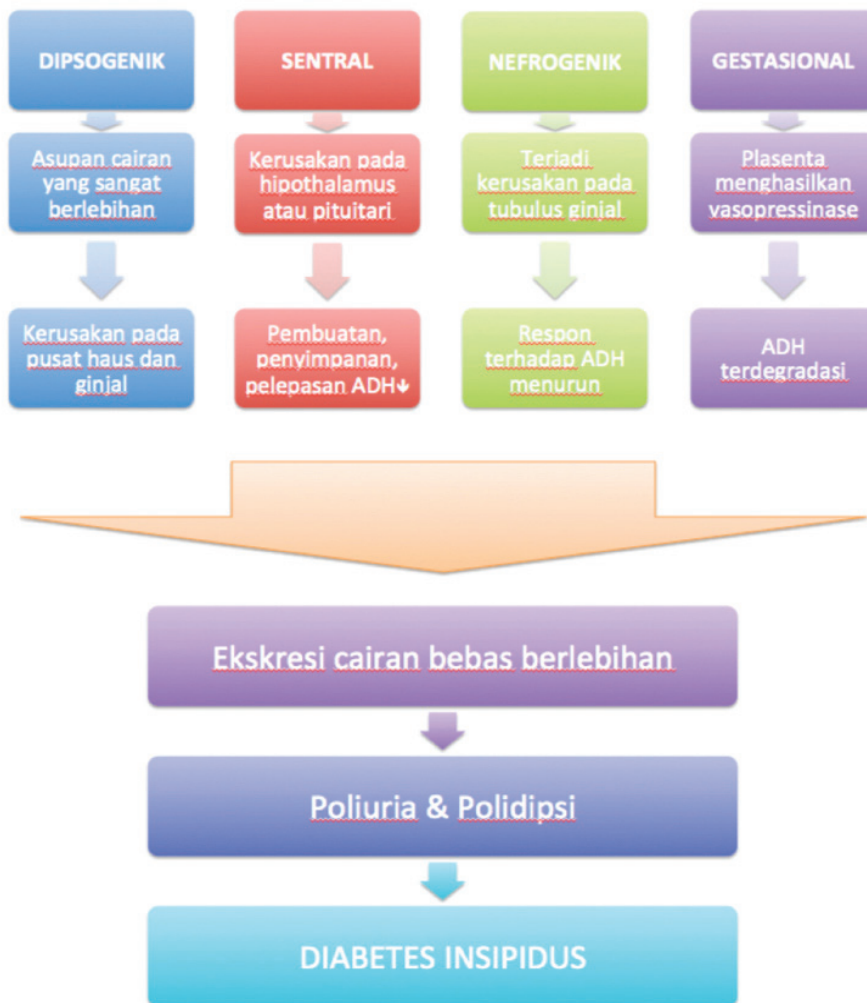 DIPSOGENIK
SENTRAL
NEFROGENIK
GESTASIONAL
Asupan cairan
yang sangat
berlebihan
Kerusakan pada
hipothalamus
atau pituitari
Terjadi
kerusakan pada
tubulus ginjal
Plasenta
menghasilkan
vasopressinase
Kerusakan pada
pusat haus dan
ginjal
Pembuatan,
penyimpanan,
pelepasan ADH↓
Respon
terhadap ADH
menurun
ADH
terdegradasi
Ekskresi cairan bebas berlebihan
Poliuria & Polidipsi
DIABETES INSIPIDUS